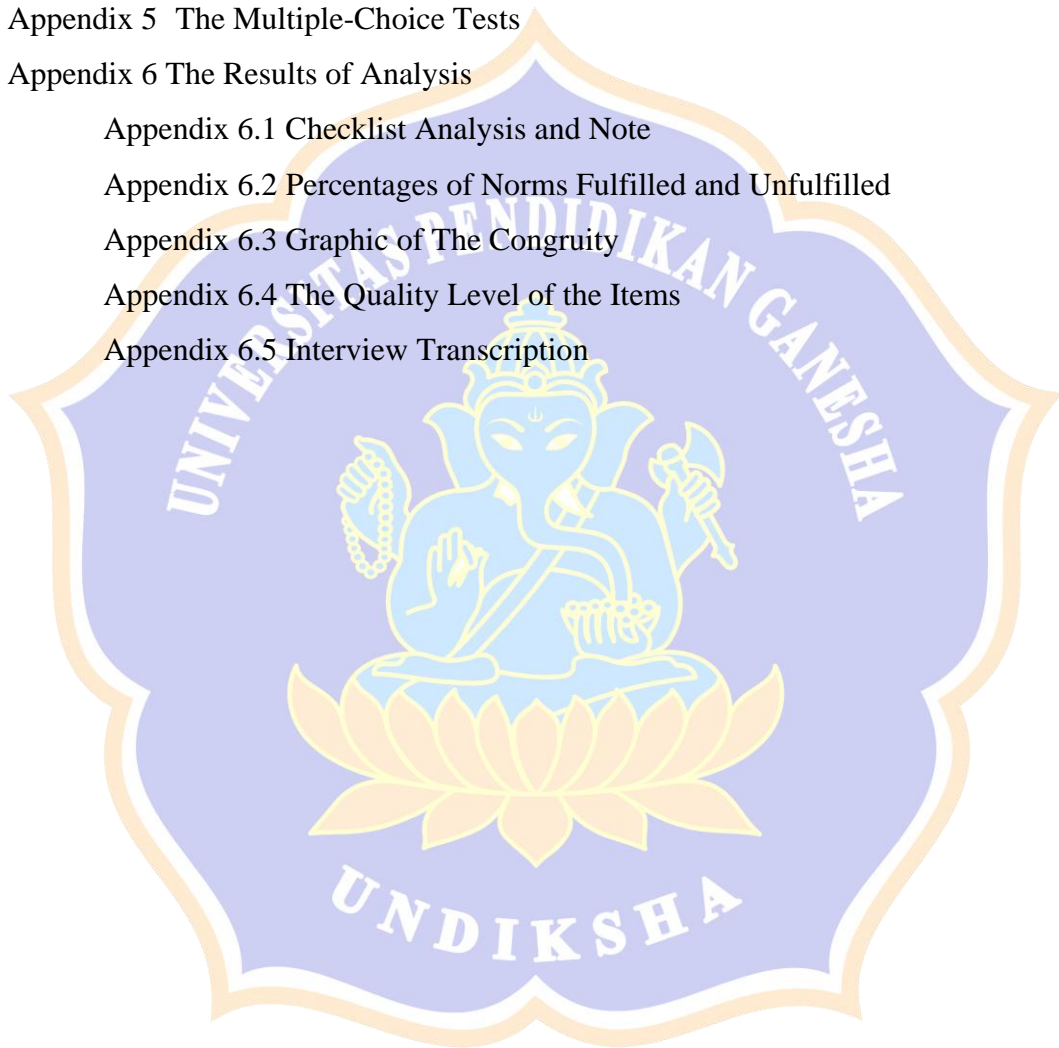 Appendix 5 The Multiple-Choice Tests
Appendix 6 The Results of Analysis
Appendix 6.1 Checklist Analysis and Note
Appendix 6.2 Percentages of Norms Fulfilled and Unfulfilled
Appendix 6.3 Graphic of The Congruity
Appendix 6.4 The Quality Level of the Items
Appendix 6.5 Interview Transcription
UNIVERSITAS PENDIDIKAN GANESHA
UNDIKSHA